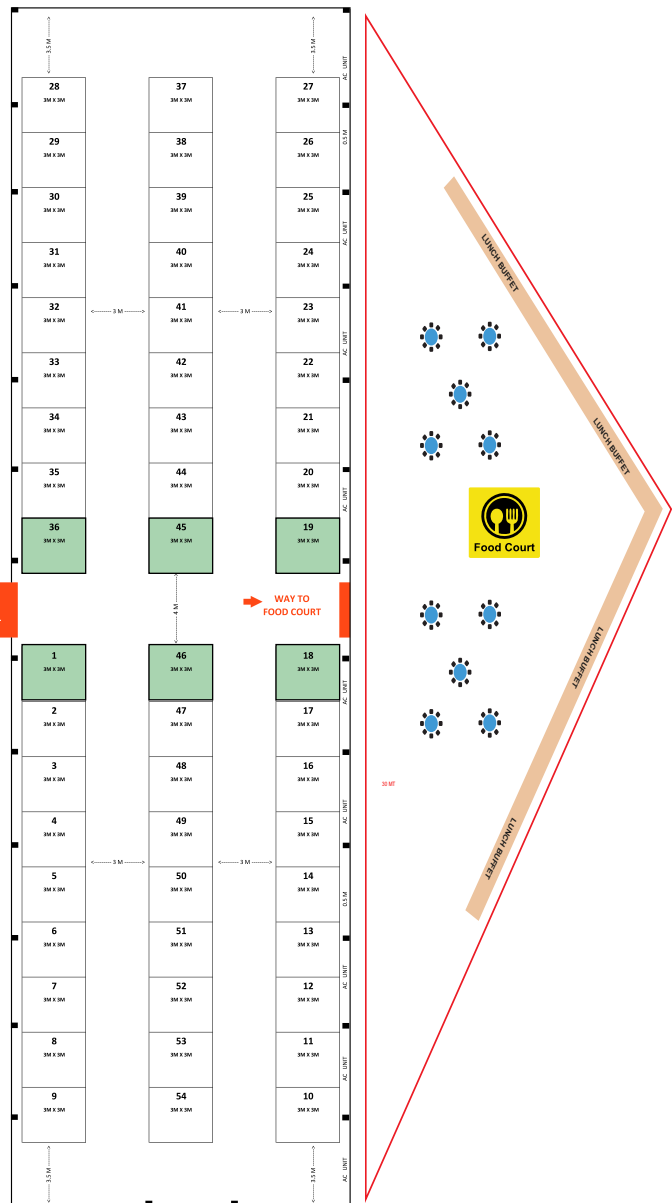 <----- 3.5 M ----->
<----- 3.5 M ----->
AC UNIT
28
3M X 3M
37
3M X 3M
27
3M X 3M
0.5 M
29
3M X 3M
38
3M X 3M
26
3M X 3M
30
3M X 3M
39
3M X 3M
25
3M X 3M
AC UNIT
31
3M X 3M
40
3M X 3M
24
3M X 3M
LUNCH BUFFET
32
3M X 3M
<------- 3 M ------->
41
3M X 3M
<------- 3 M ------->
23
3M X 3M
AC UNIT
33
3M X 3M
42
3M X 3M
22
3M X 3M
34
3M X 3M
43
3M X 3M
21
3M X 3M
LUNCH BUFFET
35
3M X 3M
44
3M X 3M
20
3M X 3M
AC UNIT
36
3M X 3M
45
3M X 3M
19
3M X 3M
Food Court
<------- 4 M ------->
WAY TO
FOOD COURT
1
3M X 3M
46
3M X 3M
18
3M X 3M
LUNCH BUFFET
AC UNIT
2
3M X 3M
47
3M X 3M
17
3M X 3M
3
3M X 3M
48
3M X 3M
16
3M X 3M
30 MT
AC UNIT
4
3M X 3M
49
3M X 3M
15
3M X 3M
LUNCH BUFFET
<------- 3 M ------->
<------- 3 M ------->
5
3M X 3M
50
3M X 3M
14
3M X 3M
0.5 M
6
3M X 3M
51
3M X 3M
13
3M X 3M
AC UNIT
7
3M X 3M
52
3M X 3M
12
3M X 3M
8
3M X 3M
53
3M X 3M
11
3M X 3M
AC UNIT
9
3M X 3M
54
3M X 3M
10
3M X 3M
<----- 3.5 M ----->
<----- 3.5 M ----->
AC UNIT